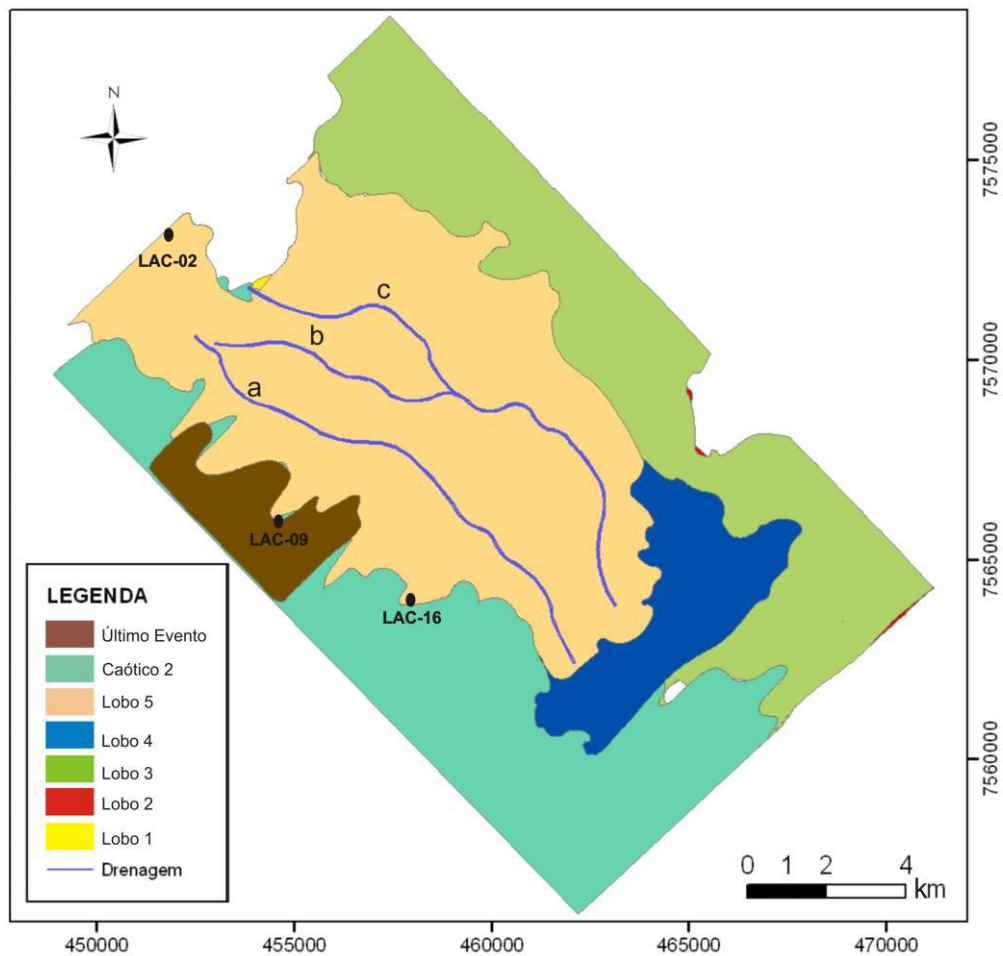 N
LAC-02
c
b
a
LAC-09
LAC-16
7575000
7570000
7565000
7560000
LEGENDA
Último Evento
Caótico 2
Lobo 5
Lobo 4
Lobo 3
Lobo 2
Lobo 1
Drenagem
0 1 2 4
km
450000 455000 460000 465000 470000